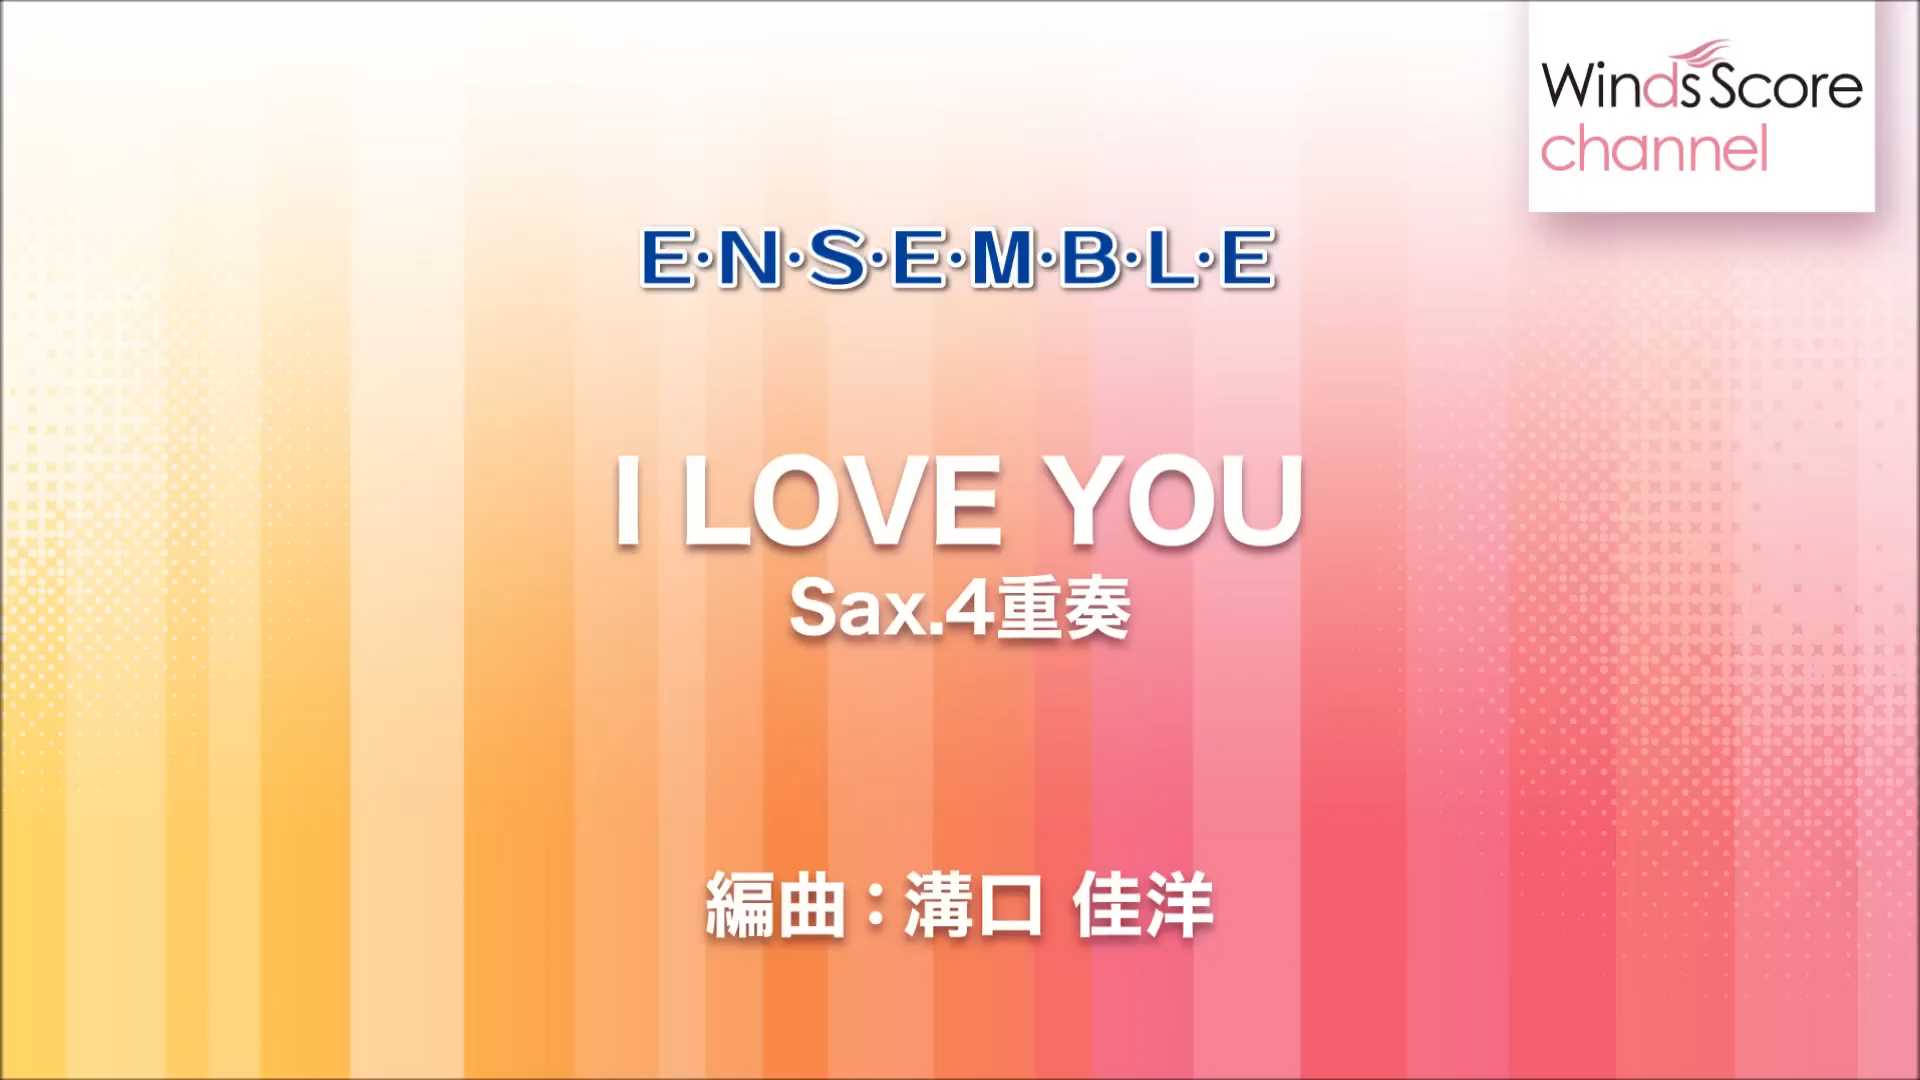 WindsScore
channel
E·N·S·E·M·B·L·E
I LOVE YOU
Sax.4重奏
編曲：溝口 佳洋